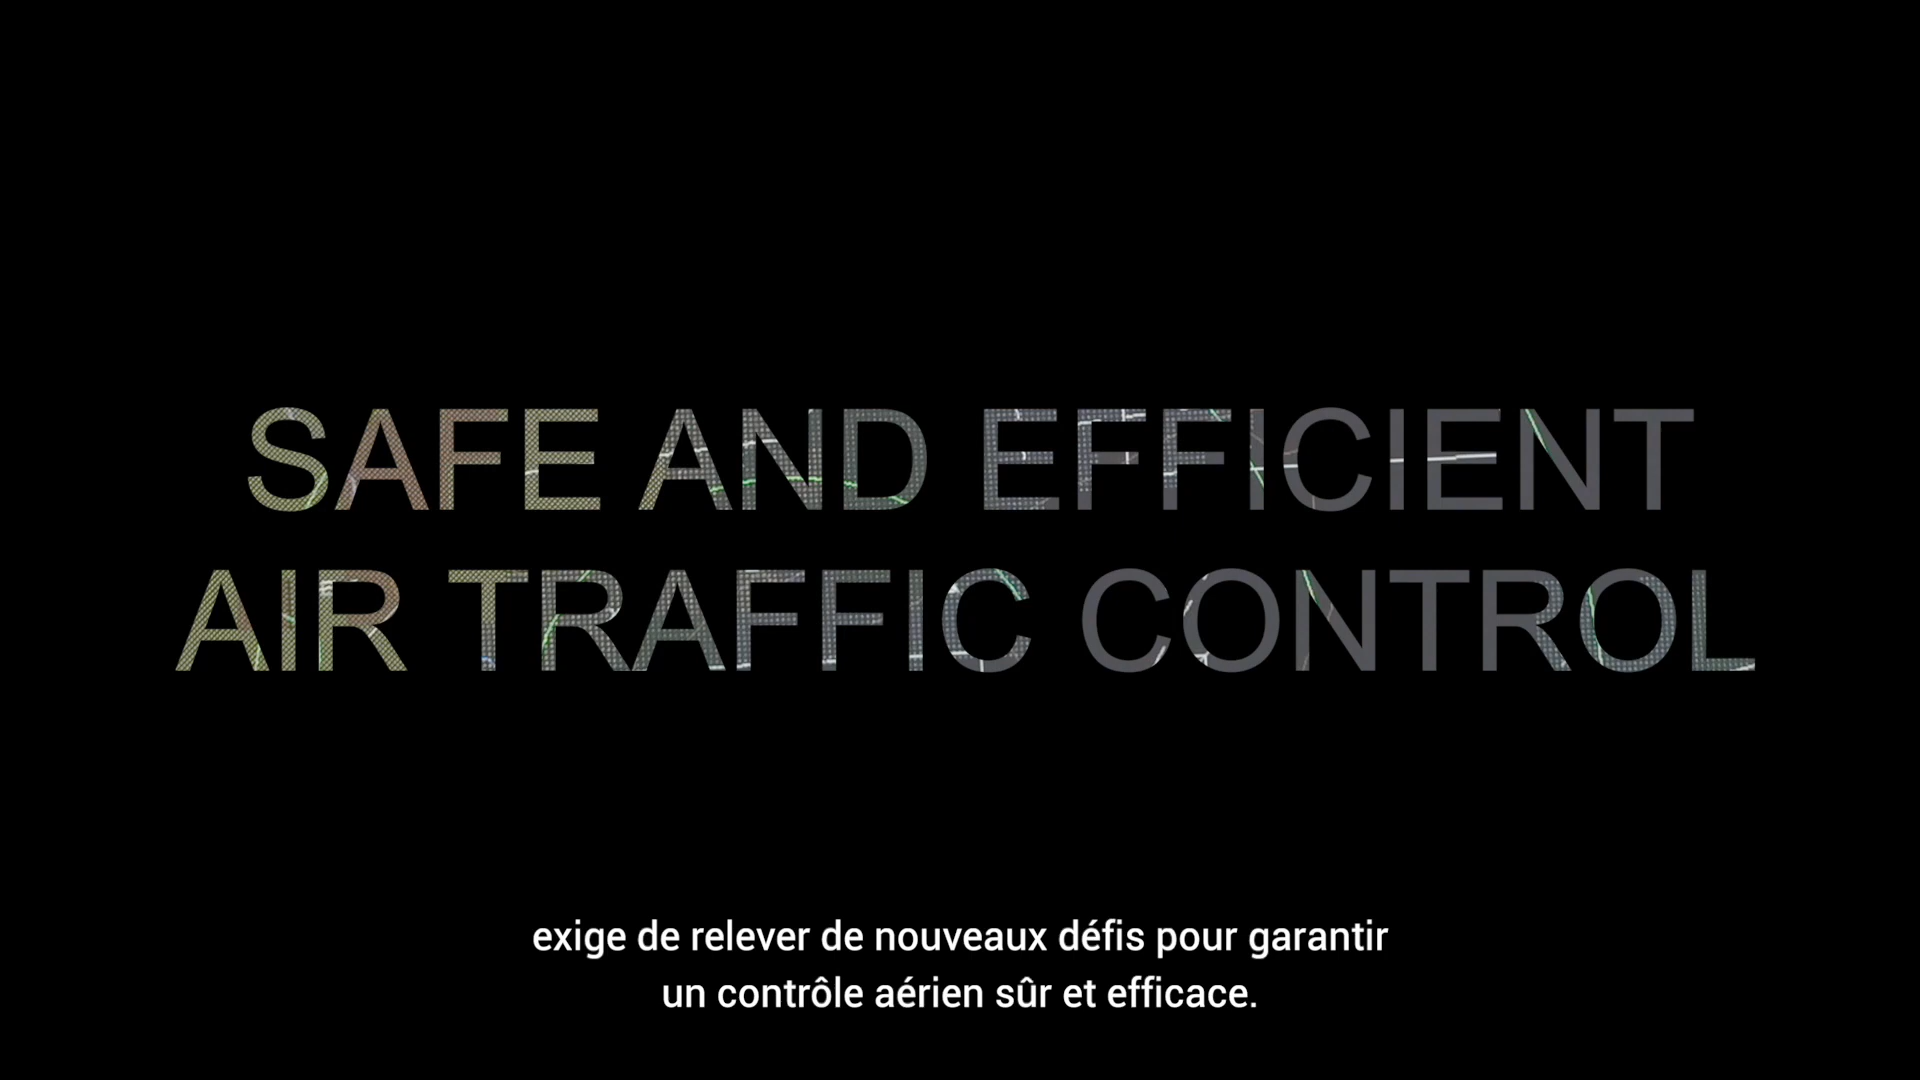 SAFE AND EFFICIENT
AIR TRAFFIC CONTROL
exige de relever de nouveaux défis pour garantir
un contrôle aérien sûr et efficace.